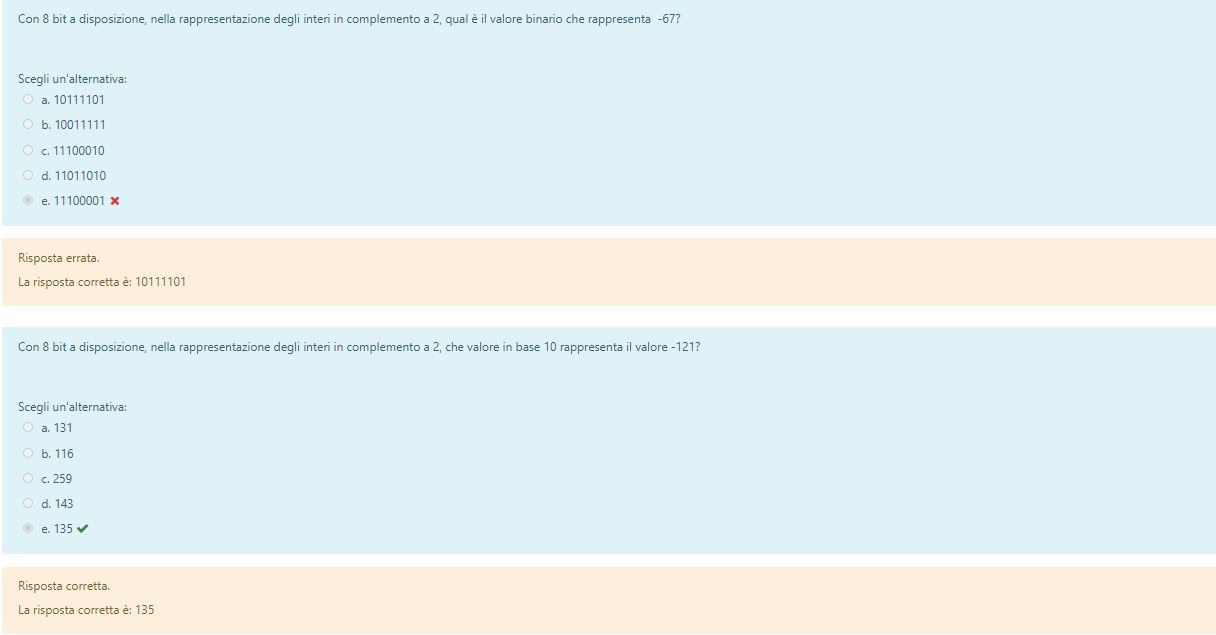 Con 8 bit a disposizione, nella rappresentazione degli interi in complemento a 2, qual è il valore binario che rappresenta -67?
Scegli un'alternativa:
a. 10111101
b. 10011111
c. 11100010
d. 11011010
e. 11100001
Risposta errata.
La risposta corretta è: 10111101
Con 8 bit a disposizione, nella rappresentazione degli interi in complemento a 2, che valore in base 10 rappresenta il valore -121?
Scegli un'alternativa:
a. 131
b. 116
c. 259
d. 143
e. 135
Risposta corretta.
La risposta corretta è: 135